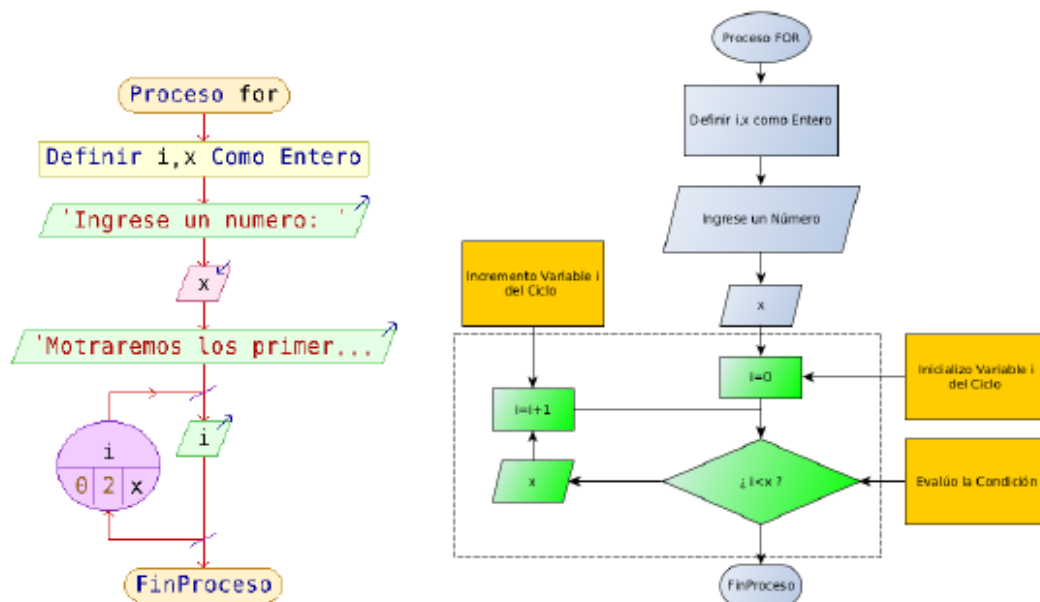 Proceso for
Definir i,x Como Entero
'Ingrese un numero: '
x
'Motraremos los primer...
i
i
0 2 x
FinProceso
Proceso FOR
Definir i,x como Entero
Ingrese un Número
x
Incremento Variable i
del Ciclo
i=0
Inicializo Variable i
del Ciclo
i=i+1
x
¿ i<x ?
Evalúo la Condición
FinProceso